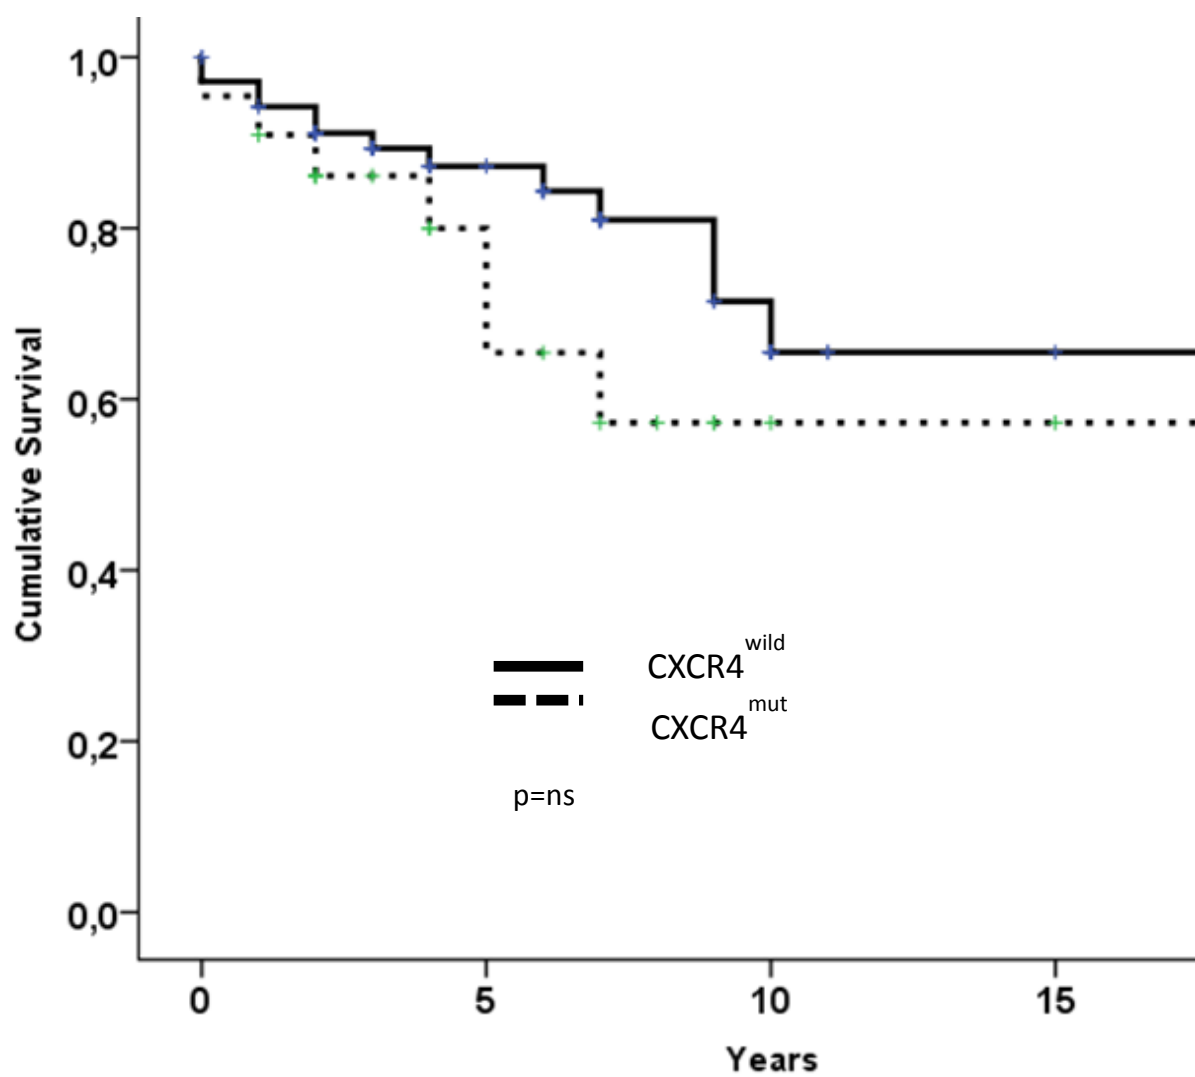 Cumulative Survival
1,0
0,8
0,6
0,4
0,2
0,0
CXCR4wild
CXCR4mut
p=ns
0 5 10 15
Years